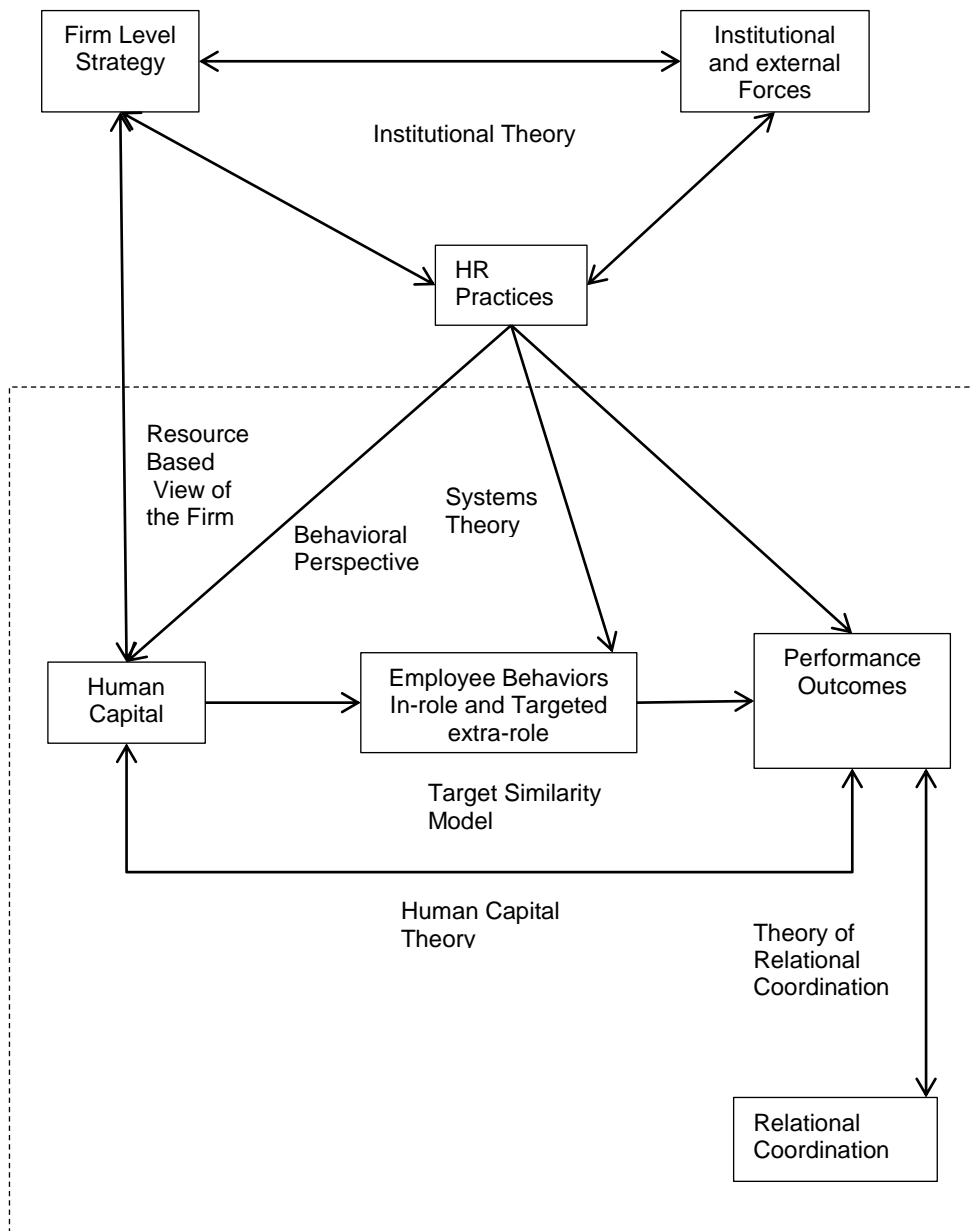 Firm Level
Strategy
Institutional
and external
Forces
Institutional Theory
HR
Practices
Resource
Based
View of
the Firm
Systems
Theory
Behavioral
Perspective
Human
Capital
Employee Behaviors
In-role and Targeted
extra-role
Performance
Outcomes
Target Similarity
Model
Human Capital
Theory
Theory of
Relational
Coordination
Relational
Coordination